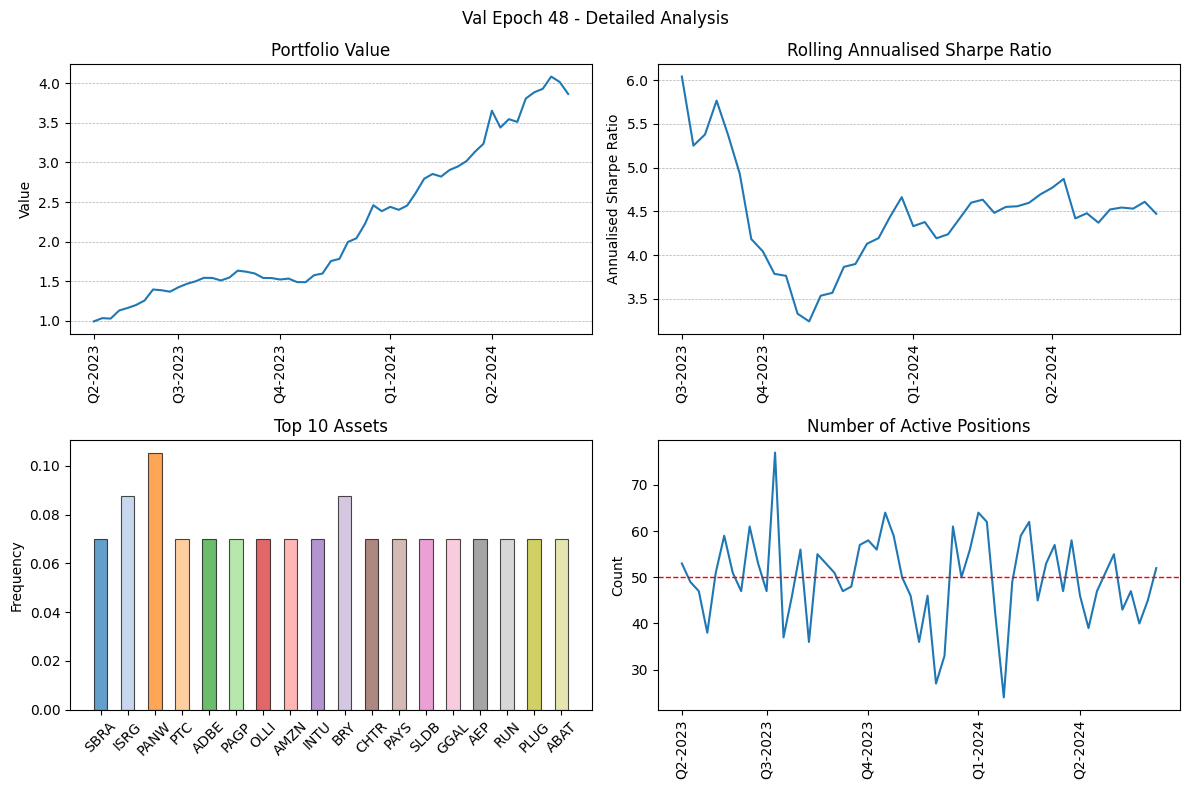 Val Epoch 48 - Detailed Analysis
Portfolio Value
Value
4.0
3.5
3.0
2.5
2.0
1.5
1.0
Q2-2023
Q3-2023
Q4-2023
Q1-2024
Q2-2024
Rolling Annualised Sharpe Ratio
Annualised Sharpe Ratio
6.0
5.5
5.0
4.5
4.0
3.5
Q3-2023
Q4-2023
Q1-2024
Q2-2024
Top 10 Assets
Frequency
0.10
0.08
0.06
0.04
0.02
0.00
SBRA
ISRG
PANW
PTC
ADBE
PAGP
OLLI
AMZN
INTU
BRY
CHTR
PAYS
SLDB
GGAL
AEP
RUN
PLUG
ABAT
Number of Active Positions
Count
70
60
50
40
30
Q2-2023
Q3-2023
Q4-2023
Q1-2024
Q2-2024